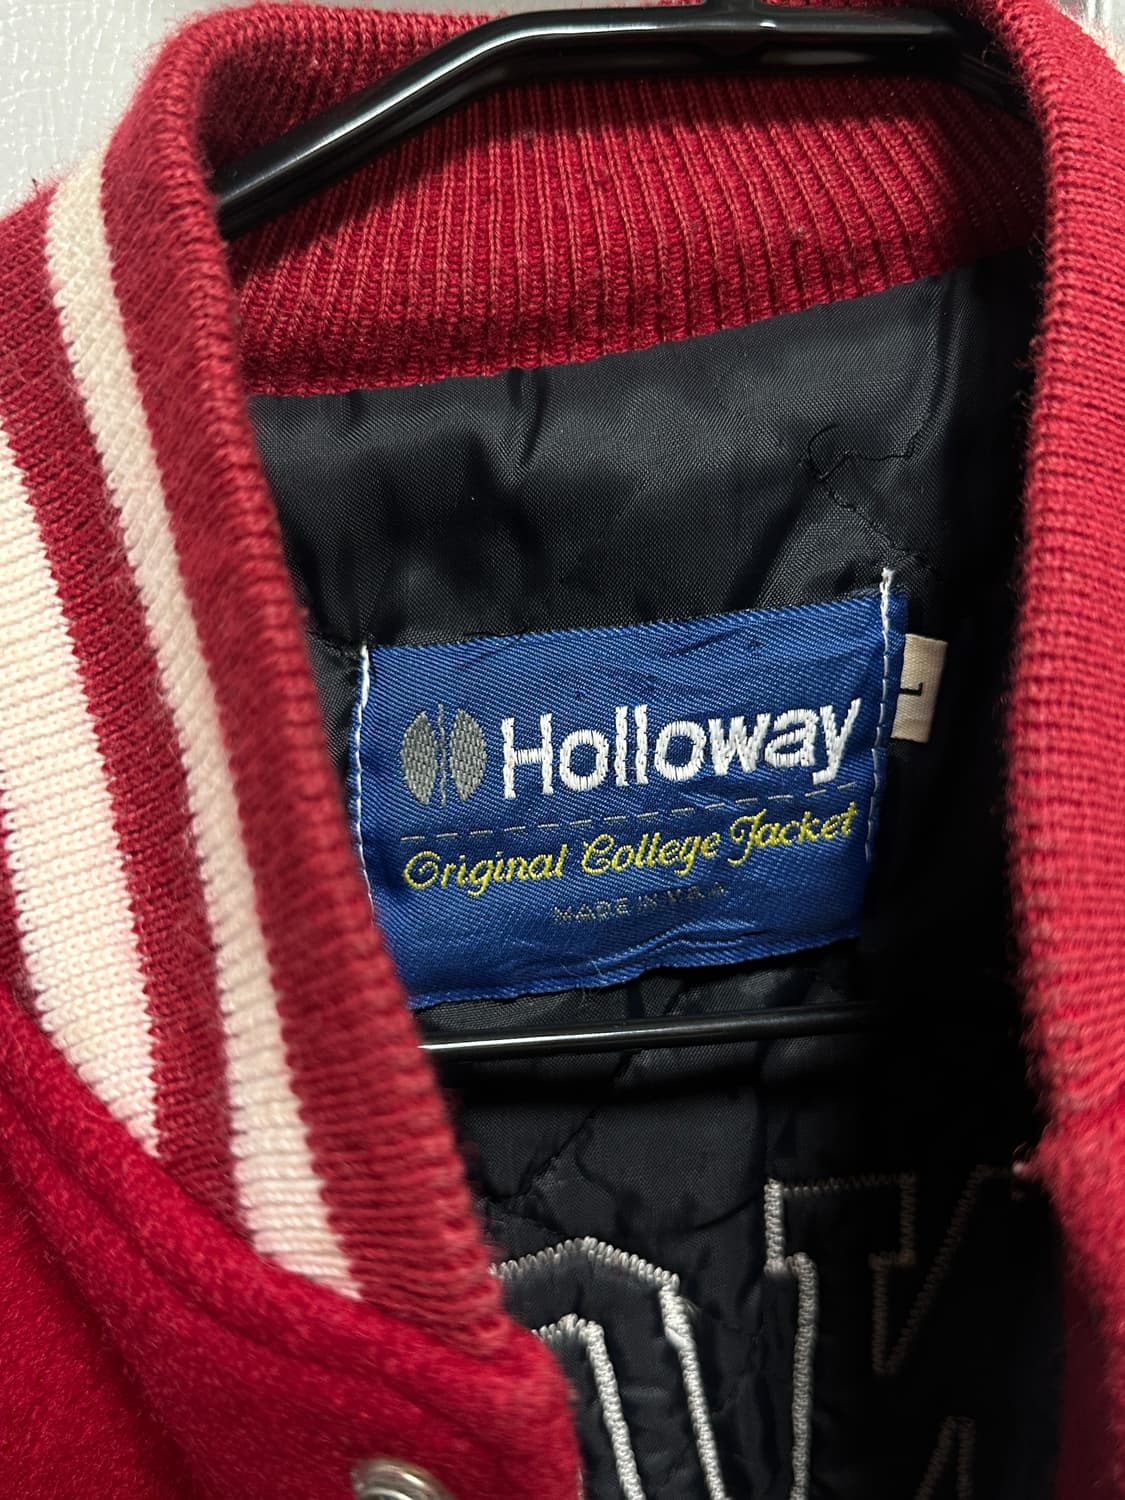 Holloway
Original College Jacket
MADE IN U.S.A
L